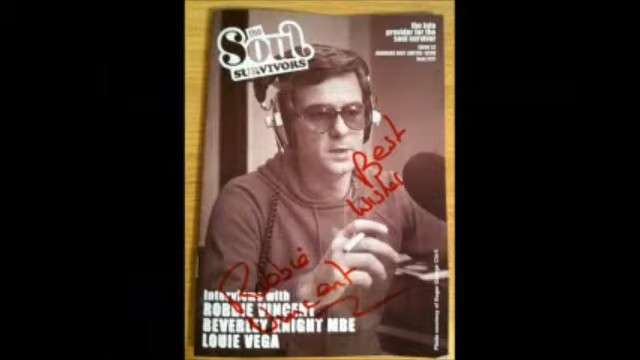 the
Soul
SURVIVORS
the info
provider for the
soul survivor
Best
Wishes
Robbie
Vincent
Interviews with
ROBBIE VINCENT
BEVERLEY KNIGHT MBE
LOUIE VEGA